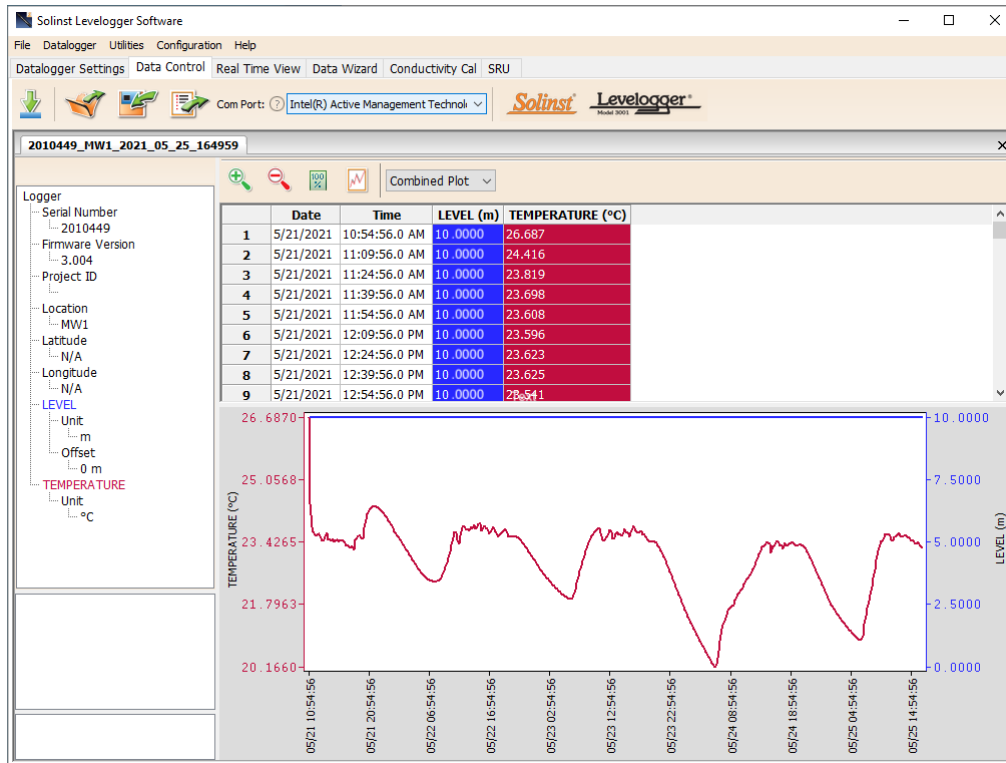 Solinst Levelogger Software
File Datalogger Utilities Configuration Help
Datalogger Settings Data Control Real Time View Data Wizard Conductivity Cal SRU
Com Port: ? Intel(R) Active Management Technolo Solinst Levelogger
Model 3001
2010449_MW1_2021_05_25_164959
100 %
Combined Plot
Logger
Serial Number
2010449
Firmware Version
3.004
Project ID
Location
MW1
Latitude
N/A
Longitude
N/A
LEVEL
Unit
m
Offset
0 m
TEMPERATURE
Unit
ºC
Date Time LEVEL (m) TEMPERATURE (ºC)
1 5/21/2021 10:54:56.0 AM 10.0000 26.687
2 5/21/2021 11:09:56.0 AM 10.0000 24.416
3 5/21/2021 11:24:56.0 AM 10.0000 23.819
4 5/21/2021 11:39:56.0 AM 10.0000 23.698
5 5/21/2021 11:54:56.0 AM 10.0000 23.608
6 5/21/2021 12:09:56.0 PM 10.0000 23.596
7 5/21/2021 12:24:56.0 PM 10.0000 23.623
8 5/21/2021 12:39:56.0 PM 10.0000 23.625
9 5/21/2021 12:54:56.0 PM 10.0000 23.541
26.6870 10.0000
25.0568 7.5000
23.4265 5.0000
21.7963 2.5000
20.1660 0.0000
TEMPERATURE (ºC)
LEVEL (m)
05/21 10:54:56
05/21 20:54:56
05/22 06:54:56
05/22 16:54:56
05/23 02:54:56
05/23 12:54:56
05/23 22:54:56
05/24 08:54:56
05/24 18:54:56
05/25 04:54:56
05/25 14:54:56